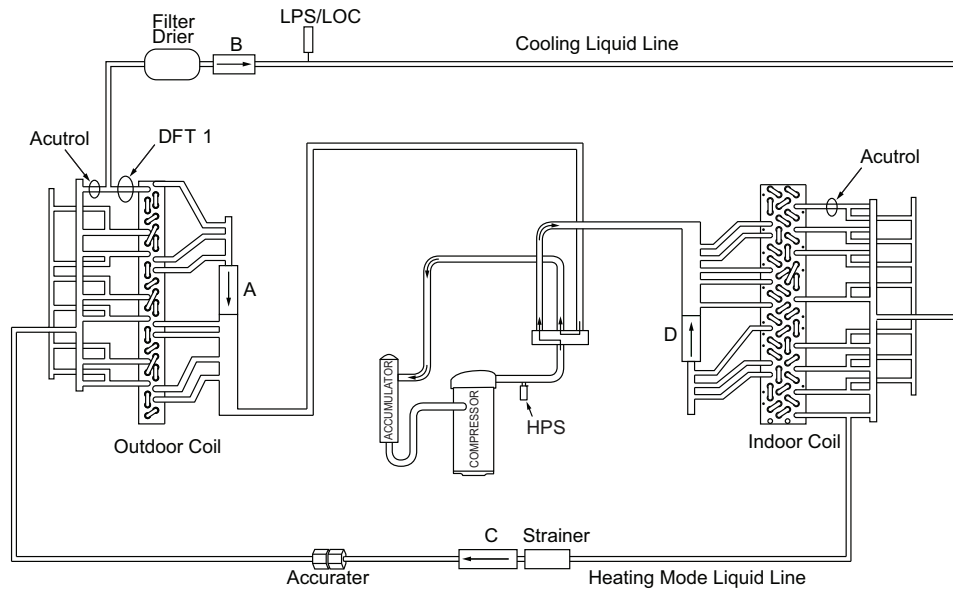 LPS/LOC
Filter
Drier
B
Cooling Liquid Line
Acutrol
DFT 1
Acutrol
A
D
ACCUMULATOR
COMPRESSOR
HPS
Outdoor Coil
Indoor Coil
C
Strainer
Accurater
Heating Mode Liquid Line